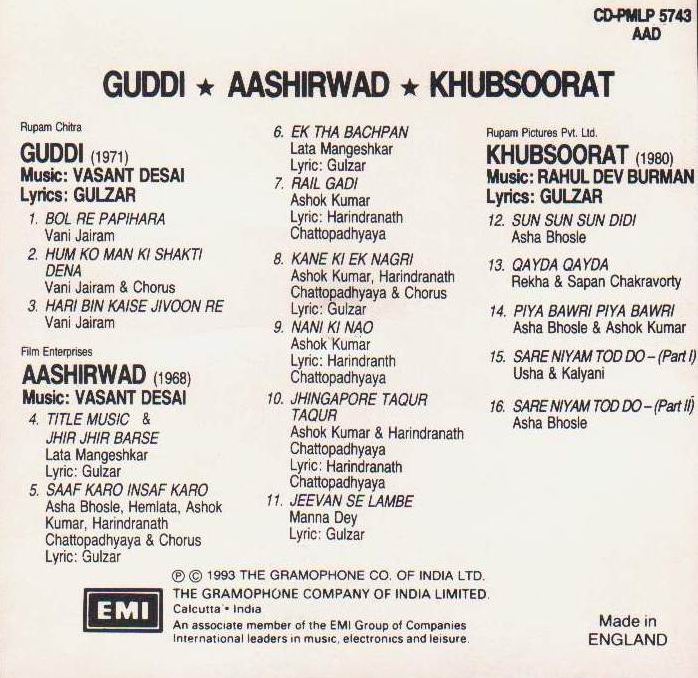 CD-PMLP 5743
AAD
GUDDI ★ AASHIRWAD ★ KHUBSOORAT
Rupam Chitra
GUDDI (1971)
Music: VASANT DESAI
Lyrics: GULZAR
1. BOL RE PAPIHARA
Vani Jairam
2. HUM KO MAN KI SHAKTI
DENA
Vani Jairam & Chorus
3. HARI BIN KAISE JIVOON RE
Vani Jairam
Film Enterprises
AASHIRWAD (1968)
Music: VASANT DESAI
4. TITLE MUSIC &
JHIR JHIR BARSE
Lata Mangeshkar
Lyric: Gulzar
5. SAAF KARO INSAF KARO
Asha Bhosle, Hemlata, Ashok
Kumar, Harindranath
Chattopadhyaya & Chorus
Lyric: Gulzar
6. EK THA BACHPAN
Lata Mangeshkar
Lyric: Gulzar
7. RAIL GADI
Ashok Kumar
Lyric: Harindranath
Chattopadhyaya
8. KANE KI EK NAGRI
Ashok Kumar, Harindranath
Chattopadhyaya & Chorus
Lyric: Gulzar
9. NANI KI NAO
Ashok Kumar
Lyric: Harindranth
Chattopadhyaya
10. JHINGAPORE TAQUR
TAQUR
Ashok Kumar & Harindranath
Chattopadhyaya
Lyric: Harindranath
Chattopadhyaya
11. JEEVAN SE LAMBE
Manna Dey
Lyric: Gulzar
Rupam Pictures Pvt. Ltd.
KHUBSOORAT (1980)
Music: RAHUL DEV BURMAN
Lyrics: GULZAR
12. SUN SUN SUN DIDI
Asha Bhosle
13. QAYDA QAYDA
Rekha & Sapan Chakravorty
14. PIYA BAWRI PIYA BAWRI
Asha Bhosle & Ashok Kumar
15. SARE NIYAM TOD DO – (Part I)
Usha & Kalyani
16. SARE NIYAM TOD DO – (Part II)
Asha Bhosle
EMI
Ⓟ © 1993 THE GRAMOPHONE CO. OF INDIA LTD.
THE GRAMOPHONE COMPANY OF INDIA LIMITED.
Calcutta • India
An associate member of the EMI Group of Companies
International leaders in music, electronics and leisure.
Made in
ENGLAND